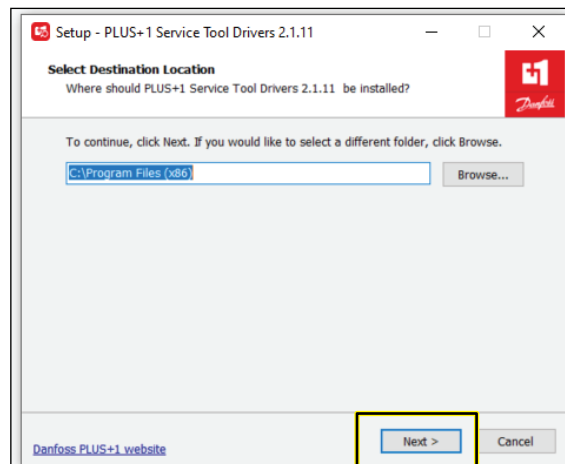 Setup - PLUS+1 Service Tool Drivers 2.1.11
Select Destination Location
Where should PLUS+1 Service Tool Drivers 2.1.11 be installed?
+1
Danfoss
To continue, click Next. If you would like to select a different folder, click Browse.
C:\Program Files (x86)
Browse...
Danfoss PLUS+1 website
Next >
Cancel